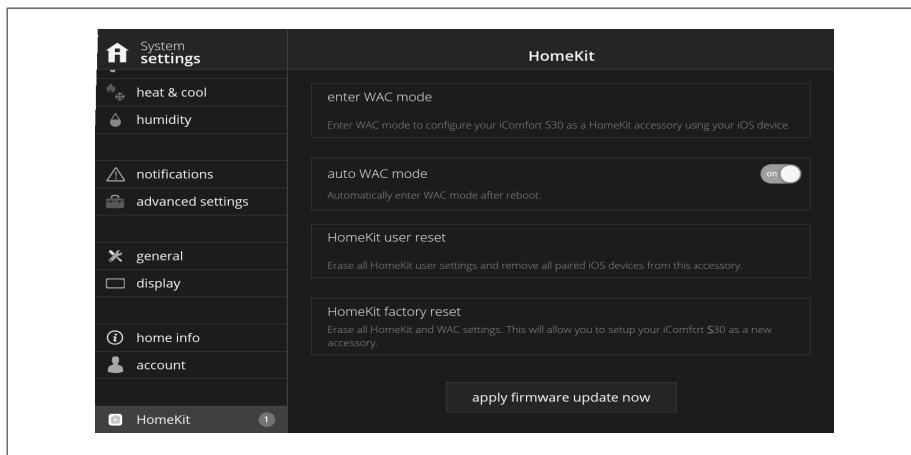 System
settings
heat & cool
humidity
notifications
advanced settings
general
display
home info
account
HomeKit 1
HomeKit
enter WAC mode
Enter WAC mode to configure your iComfort S30 as a HomeKit accessory using your iOS device.
auto WAC mode on
Automatically enter WAC mode after reboot.
HomeKit user reset
Erase all HomeKit user settings and remove all paired iOS devices from this accessory.
HomeKit factory reset
Erase all HomeKit and WAC settings. This will allow you to setup your iComfcrt S30 as a new
accessory.
apply firmware update now